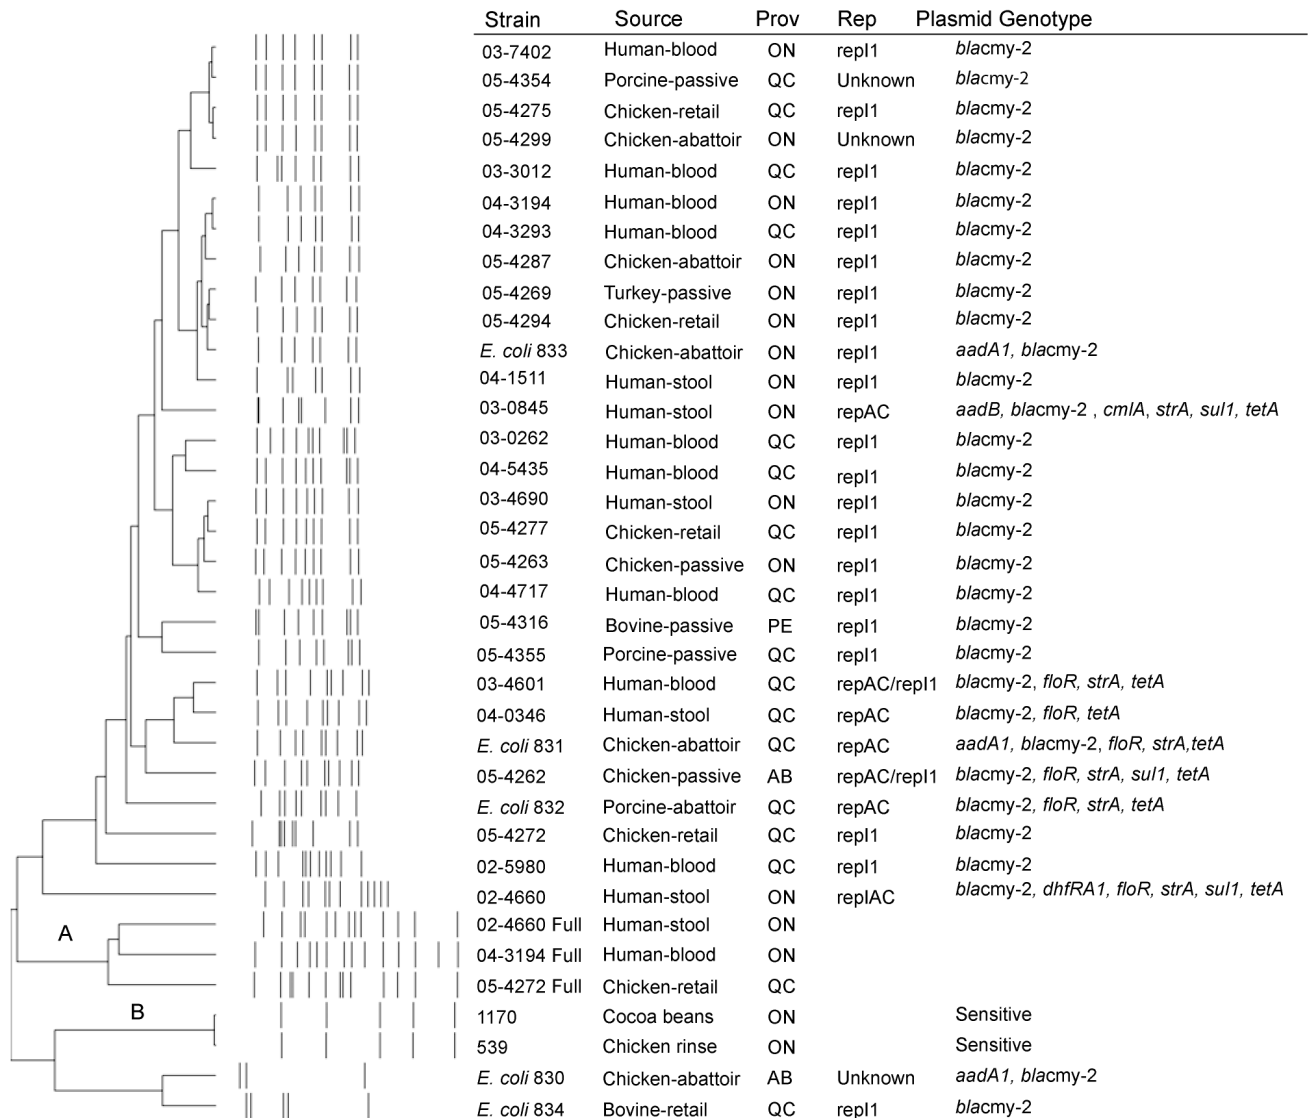 Strain Source Prov Rep Plasmid Genotype
03-7402 Human-blood ON repI1 blacmy-2
05-4354 Porcine-passive QC Unknown blacmy-2
05-4275 Chicken-retail QC repI1 blacmy-2
05-4299 Chicken-abattoir ON Unknown blacmy-2
03-3012 Human-blood QC repI1 blacmy-2
04-3194 Human-blood ON repI1 blacmy-2
04-3293 Human-blood QC repI1 blacmy-2
05-4287 Chicken-abattoir ON repI1 blacmy-2
05-4269 Turkey-passive ON repI1 blacmy-2
05-4294 Chicken-retail ON repI1 blacmy-2
E. coli 833 Chicken-abattoir ON repI1 aadA1, blacmy-2
04-1511 Human-stool ON repI1 blacmy-2
03-0845 Human-stool ON repAC aadB, blacmy-2 , cmlA, strA, sul1, tetA
03-0262 Human-blood QC repI1 blacmy-2
04-5435 Human-blood QC repI1 blacmy-2
03-4690 Human-stool ON repI1 blacmy-2
05-4277 Chicken-retail QC repI1 blacmy-2
05-4263 Chicken-passive ON repI1 blacmy-2
04-4717 Human-blood QC repI1 blacmy-2
05-4316 Bovine-passive PE repI1 blacmy-2
05-4355 Porcine-passive QC repI1 blacmy-2
03-4601 Human-blood QC repAC/repI1 blacmy-2, floR, strA, tetA
04-0346 Human-stool QC repAC blacmy-2, floR, tetA
E. coli 831 Chicken-abattoir QC repAC aadA1, blacmy-2, floR, strA,tetA
05-4262 Chicken-passive AB repAC/repI1 blacmy-2, floR, strA, sul1, tetA
E. coli 832 Porcine-abattoir QC repAC blacmy-2, floR, strA, tetA
05-4272 Chicken-retail QC repI1 blacmy-2
02-5980 Human-blood QC repI1 blacmy-2
02-4660 Human-stool ON repIAC blacmy-2, dhfRA1, floR, strA, sul1, tetA
02-4660 Full Human-stool ON
A
04-3194 Full Human-blood ON
05-4272 Full Chicken-retail QC
B
1170 Cocoa beans ON Sensitive
539 Chicken rinse ON Sensitive
E. coli 830 Chicken-abattoir AB Unknown aadA1, blacmy-2
E. coli 834 Bovine-retail QC repI1 blacmy-2